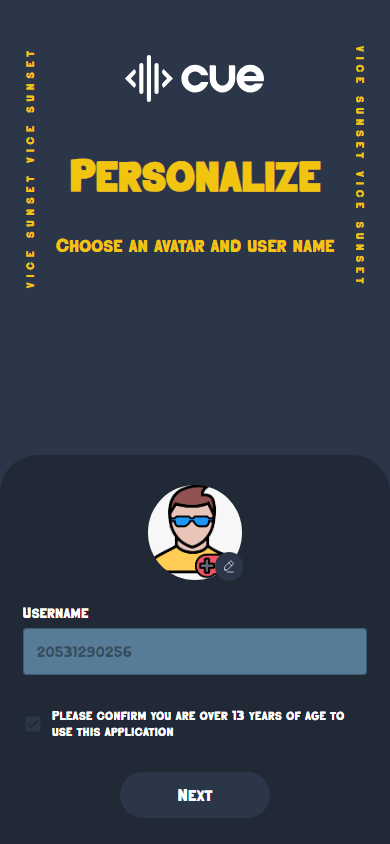 cue
VICE SUNSET VICE SUNSET
VICE SUNSET VICE SUNSET
Personalize
Choose an avatar and user name
Username
20531290256
Please confirm you are over 13 years of age to
use this application
Next